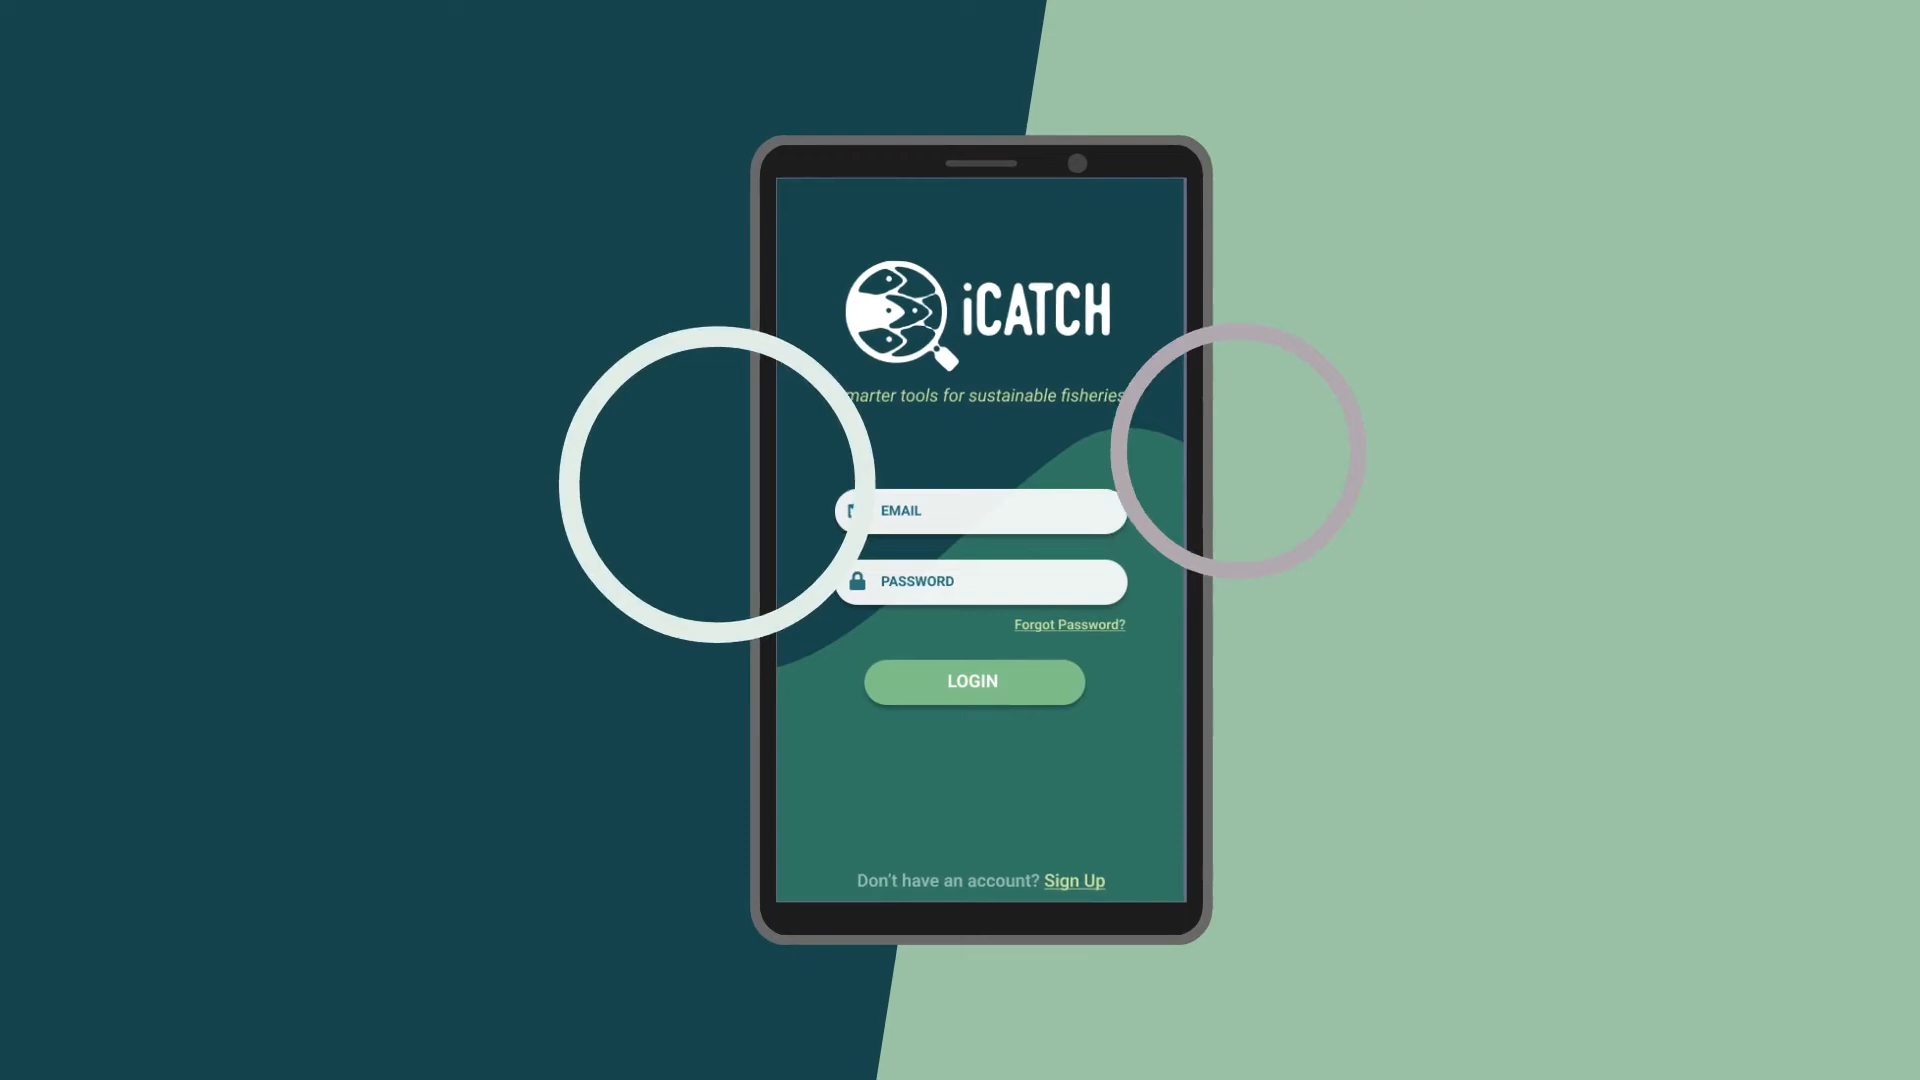 iCATCH
marter tools for sustainable fisheries
EMAIL
PASSWORD
Forgot Password?
LOGIN
Don't have an account? Sign Up